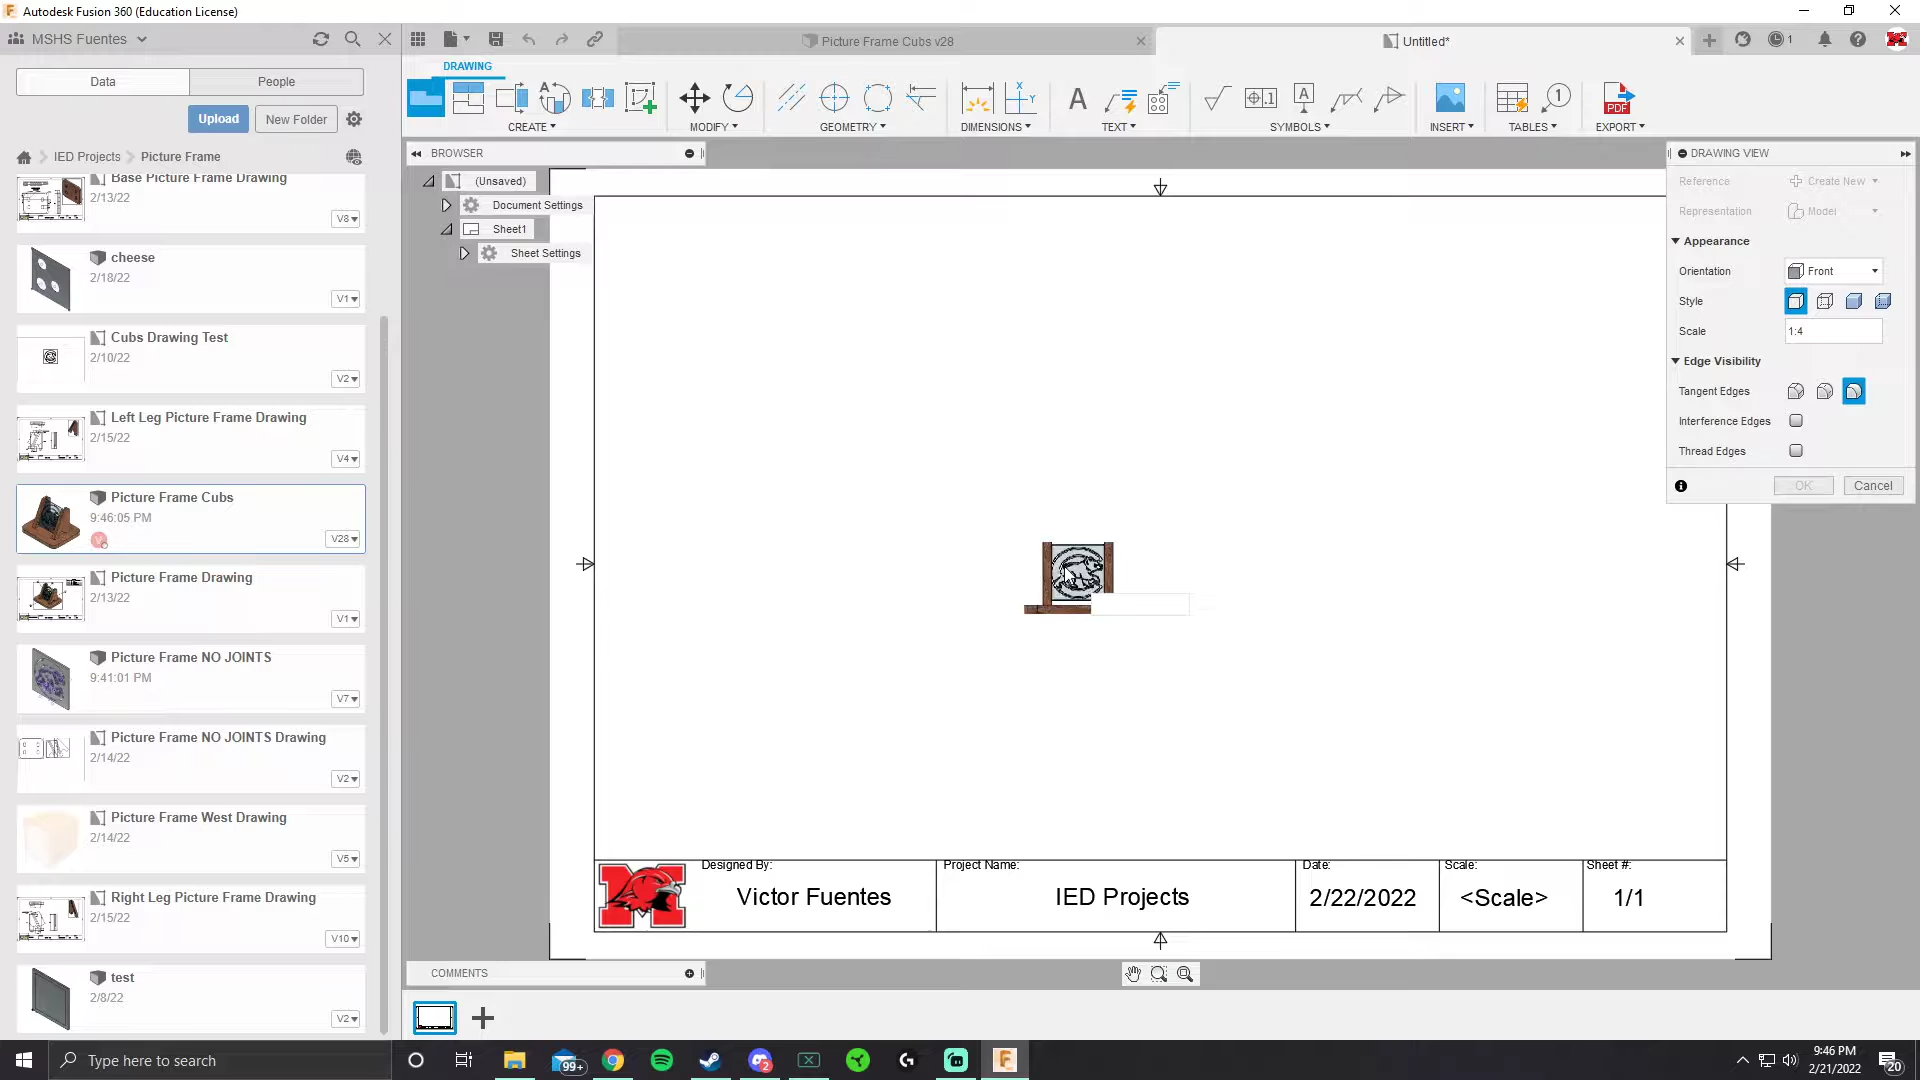 Autodesk Fusion 360 (Education License)
MSHS Fuentes
Picture Frame Cubs v28
Untitled*
1
Data
People
Upload
New Folder
IED Projects
Picture Frame
DRAWING
CREATE
MODIFY
GEOMETRY
DIMENSIONS
TEXT
SYMBOLS
INSERT
TABLES
EXPORT
BROWSER
(Unsaved)
Document Settings
Sheet1
Sheet Settings
Base Picture Frame Drawing
2/13/22
V8
cheese
2/18/22
V1
Cubs Drawing Test
2/10/22
V2
Left Leg Picture Frame Drawing
2/15/22
V4
Picture Frame Cubs
9:46:05 PM
V28
Picture Frame Drawing
2/13/22
V1
Picture Frame NO JOINTS
9:41:01 PM
V7
Picture Frame NO JOINTS Drawing
2/14/22
V2
Picture Frame West Drawing
2/14/22
V5
Right Leg Picture Frame Drawing
2/15/22
V10
test
2/8/22
V2
DRAWING VIEW
Reference
Create New
Representation
Model
Appearance
Orientation
Front
Style
Scale
1:4
Edge Visibility
Tangent Edges
Interference Edges
Thread Edges
OK
Cancel
Designed By:
Victor Fuentes
Project Name:
IED Projects
Date:
2/22/2022
Scale:
<Scale>
Sheet #:
1/1
COMMENTS
Type here to search
99+
2
9:46 PM
2/21/2022
20